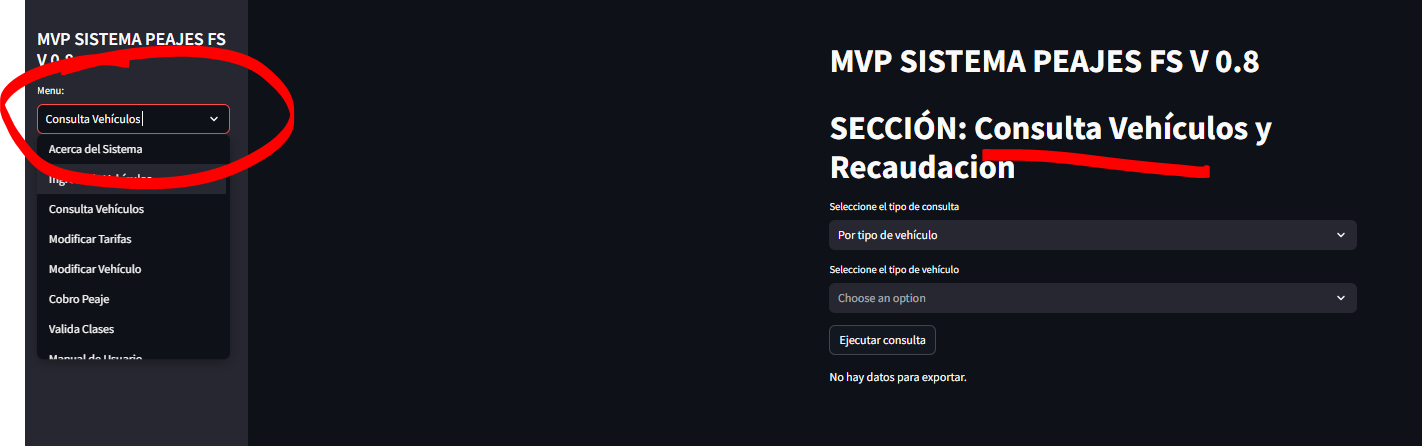 MVP SISTEMA PEAJES FS
V 0.8
Menu:
Consulta Vehículos
Acerca del Sistema
Vehículos
Consulta Vehículos
Modificar Tarifas
Modificar Vehículo
Cobro Peaje
Valida Clases
Manual de Usuario
MVP SISTEMA PEAJES FS V 0.8
SECCIÓN: Consulta Vehículos y
Recaudación
Seleccione el tipo de consulta
Por tipo de vehículo
Seleccione el tipo de vehículo
Choose an option
Ejecutar consulta
No hay datos para exportar.